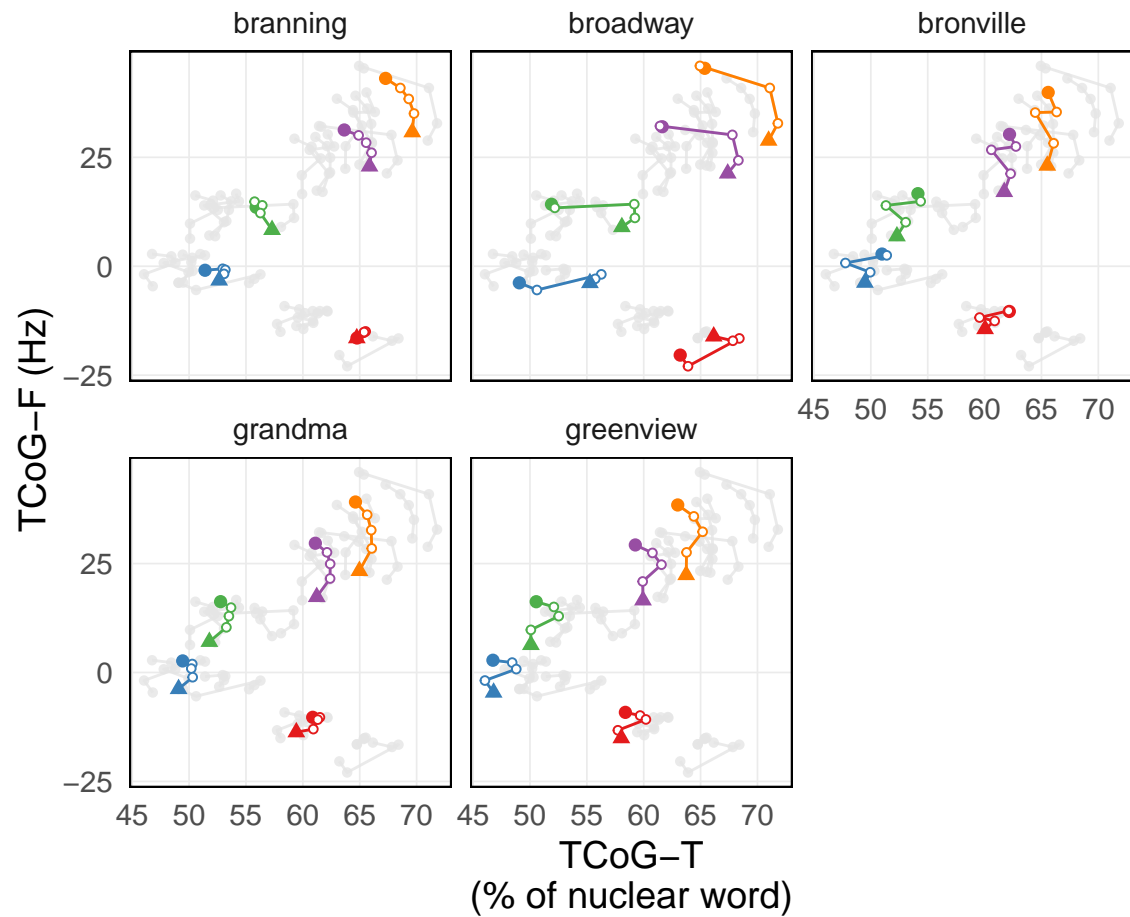 branning broadway bronville
25
0
−25
45 50 55 60 65 70
grandma greenview
25
0
−25
45 50 55 60 65 70 45 50 55 60 65 70
TCoG−F (Hz)
TCoG−T
(% of nuclear word)